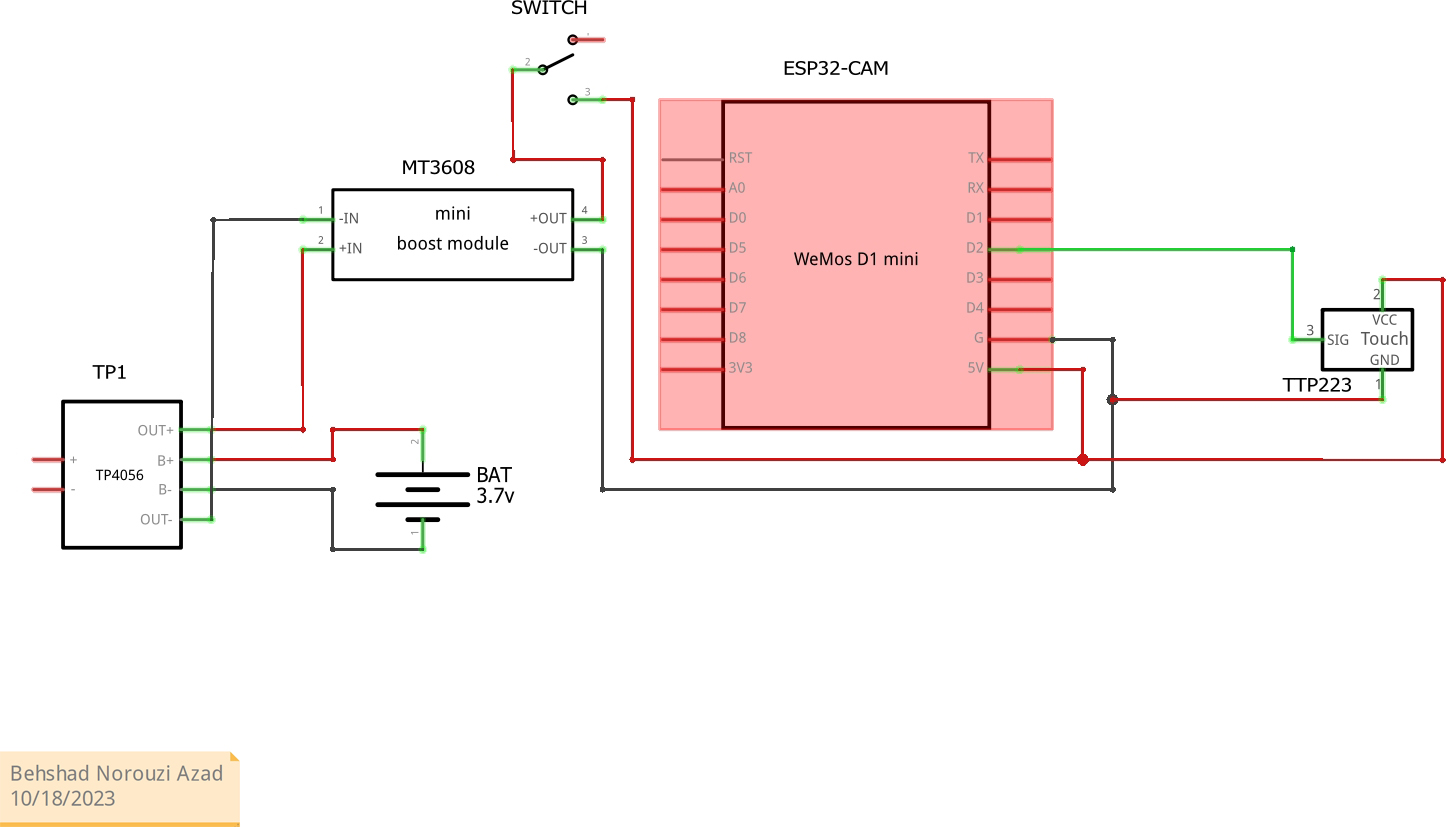 SWITCH
2
3
ESP32-CAM
MT3608
mini
boost module
1
-IN
2
+IN
+OUT
4
-OUT
3
WeMos D1 mini
RST
A0
D0
D5
D6
D7
D8
3V3
TX
RX
D1
D2
D3
D4
G
5V
2
VCC
3
SIG
Touch
GND
1
TTP223
TP1
TP4056
+
-
OUT+
B+
B-
OUT-
2
BAT
3.7v
1
Behshad Norouzi Azad
10/18/2023